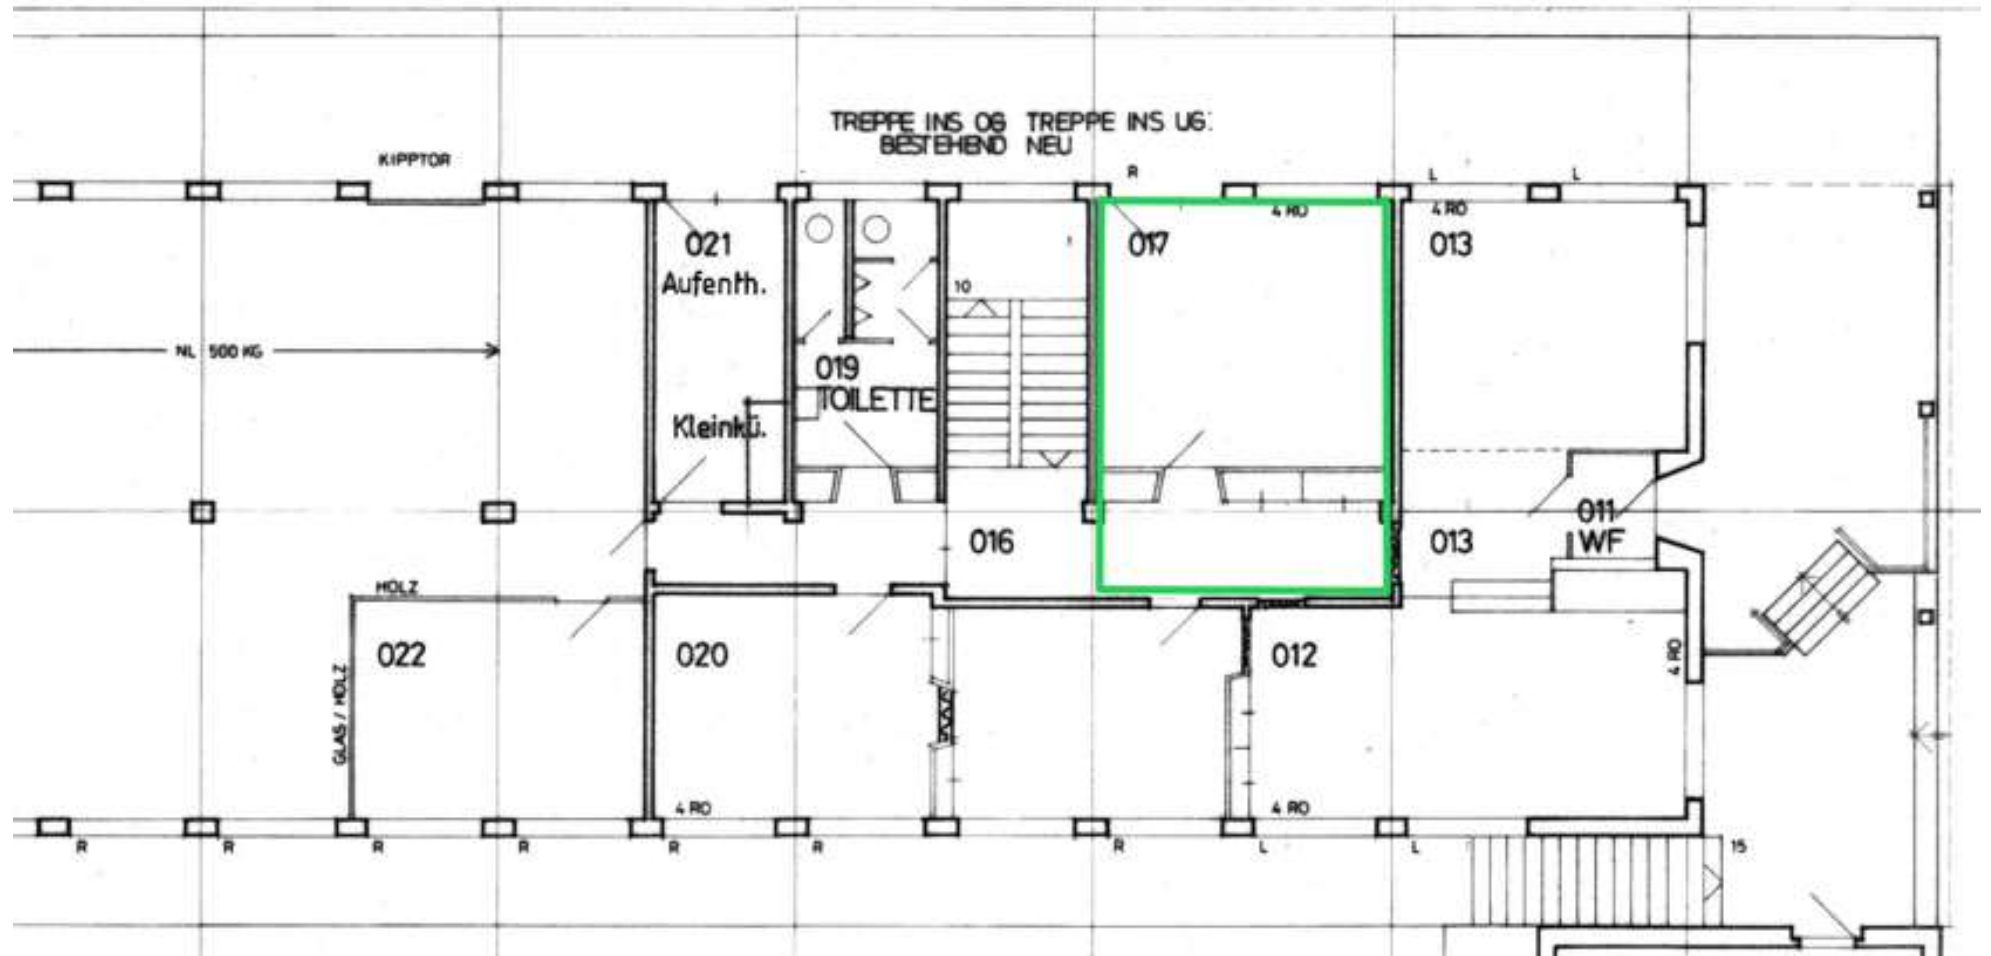 TREPPE INS OG TREPPE INS UG
BESTEHEND NEU
KIPPTOR
R
L
L
4 RO
4 RO
021
Aufenth.
017
013
10
NL 500 KG
019
TOILETTE
Kleinkü.
016
013
011
WF
HOLZ
022
020
012
GLAS / HOLZ
4 RO
4 RO
4 RO
R
R
R
R
R
R
R
L
L
15